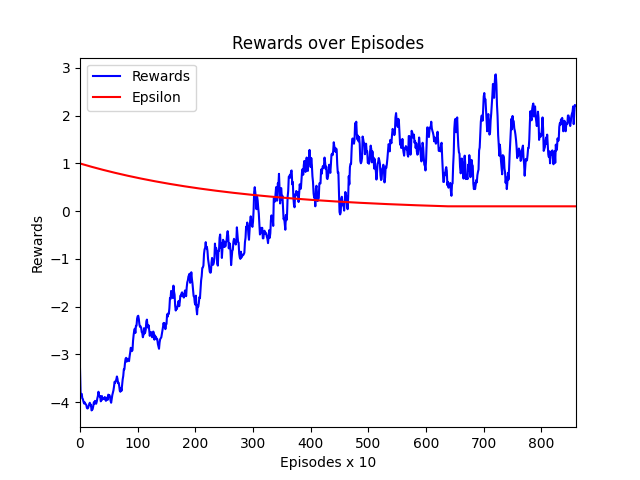 Rewards over Episodes
Rewards
Epsilon
3
2
1
0
−1
−2
−3
−4
Rewards
0 100 200 300 400 500 600 700 800
Episodes x 10